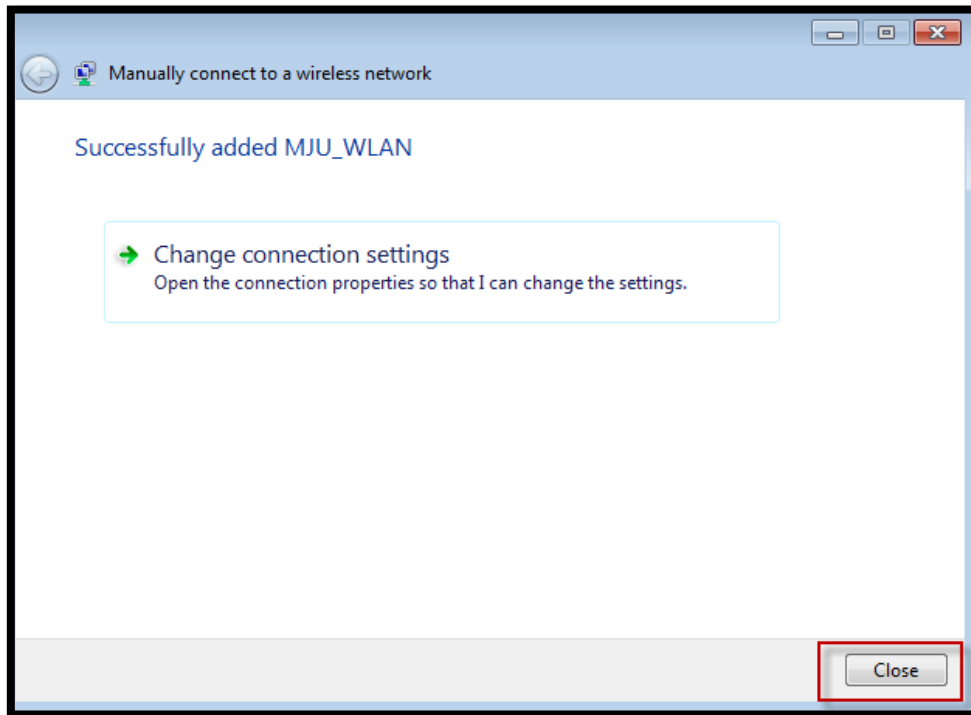 Manually connect to a wireless network
Successfully added MJU_WLAN
Change connection settings
Open the connection properties so that I can change the settings.
Close